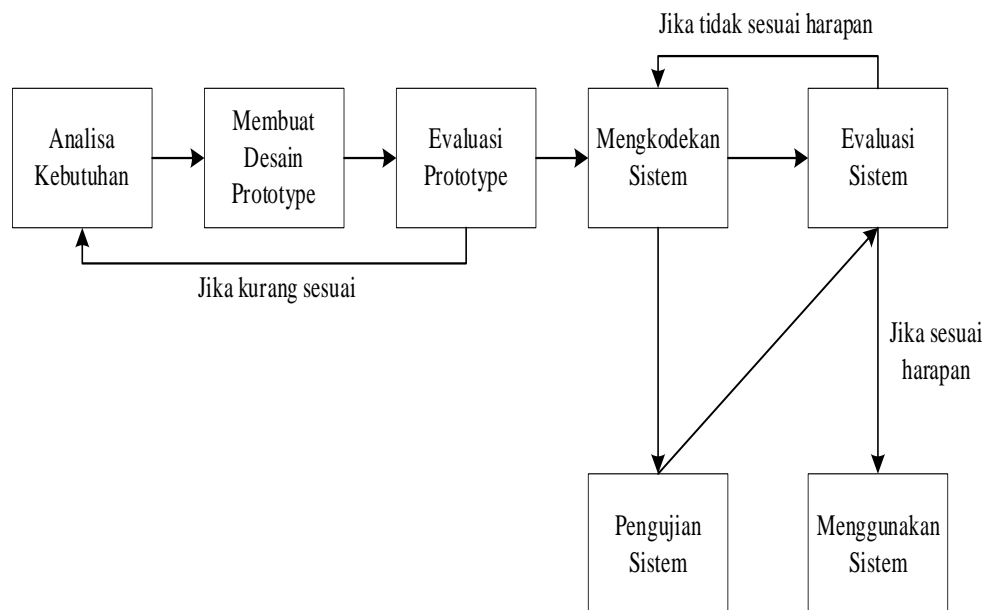 Jika tidak sesuai harapan
Analisa
Kebutuhan
Membuat
Desain
Prototype
Evaluasi
Prototype
Mengkodekan
Sistem
Evaluasi
Sistem
Jika kurang sesuai
Jika sesuai
harapan
Pengujian
Sistem
Menggunakan
Sistem